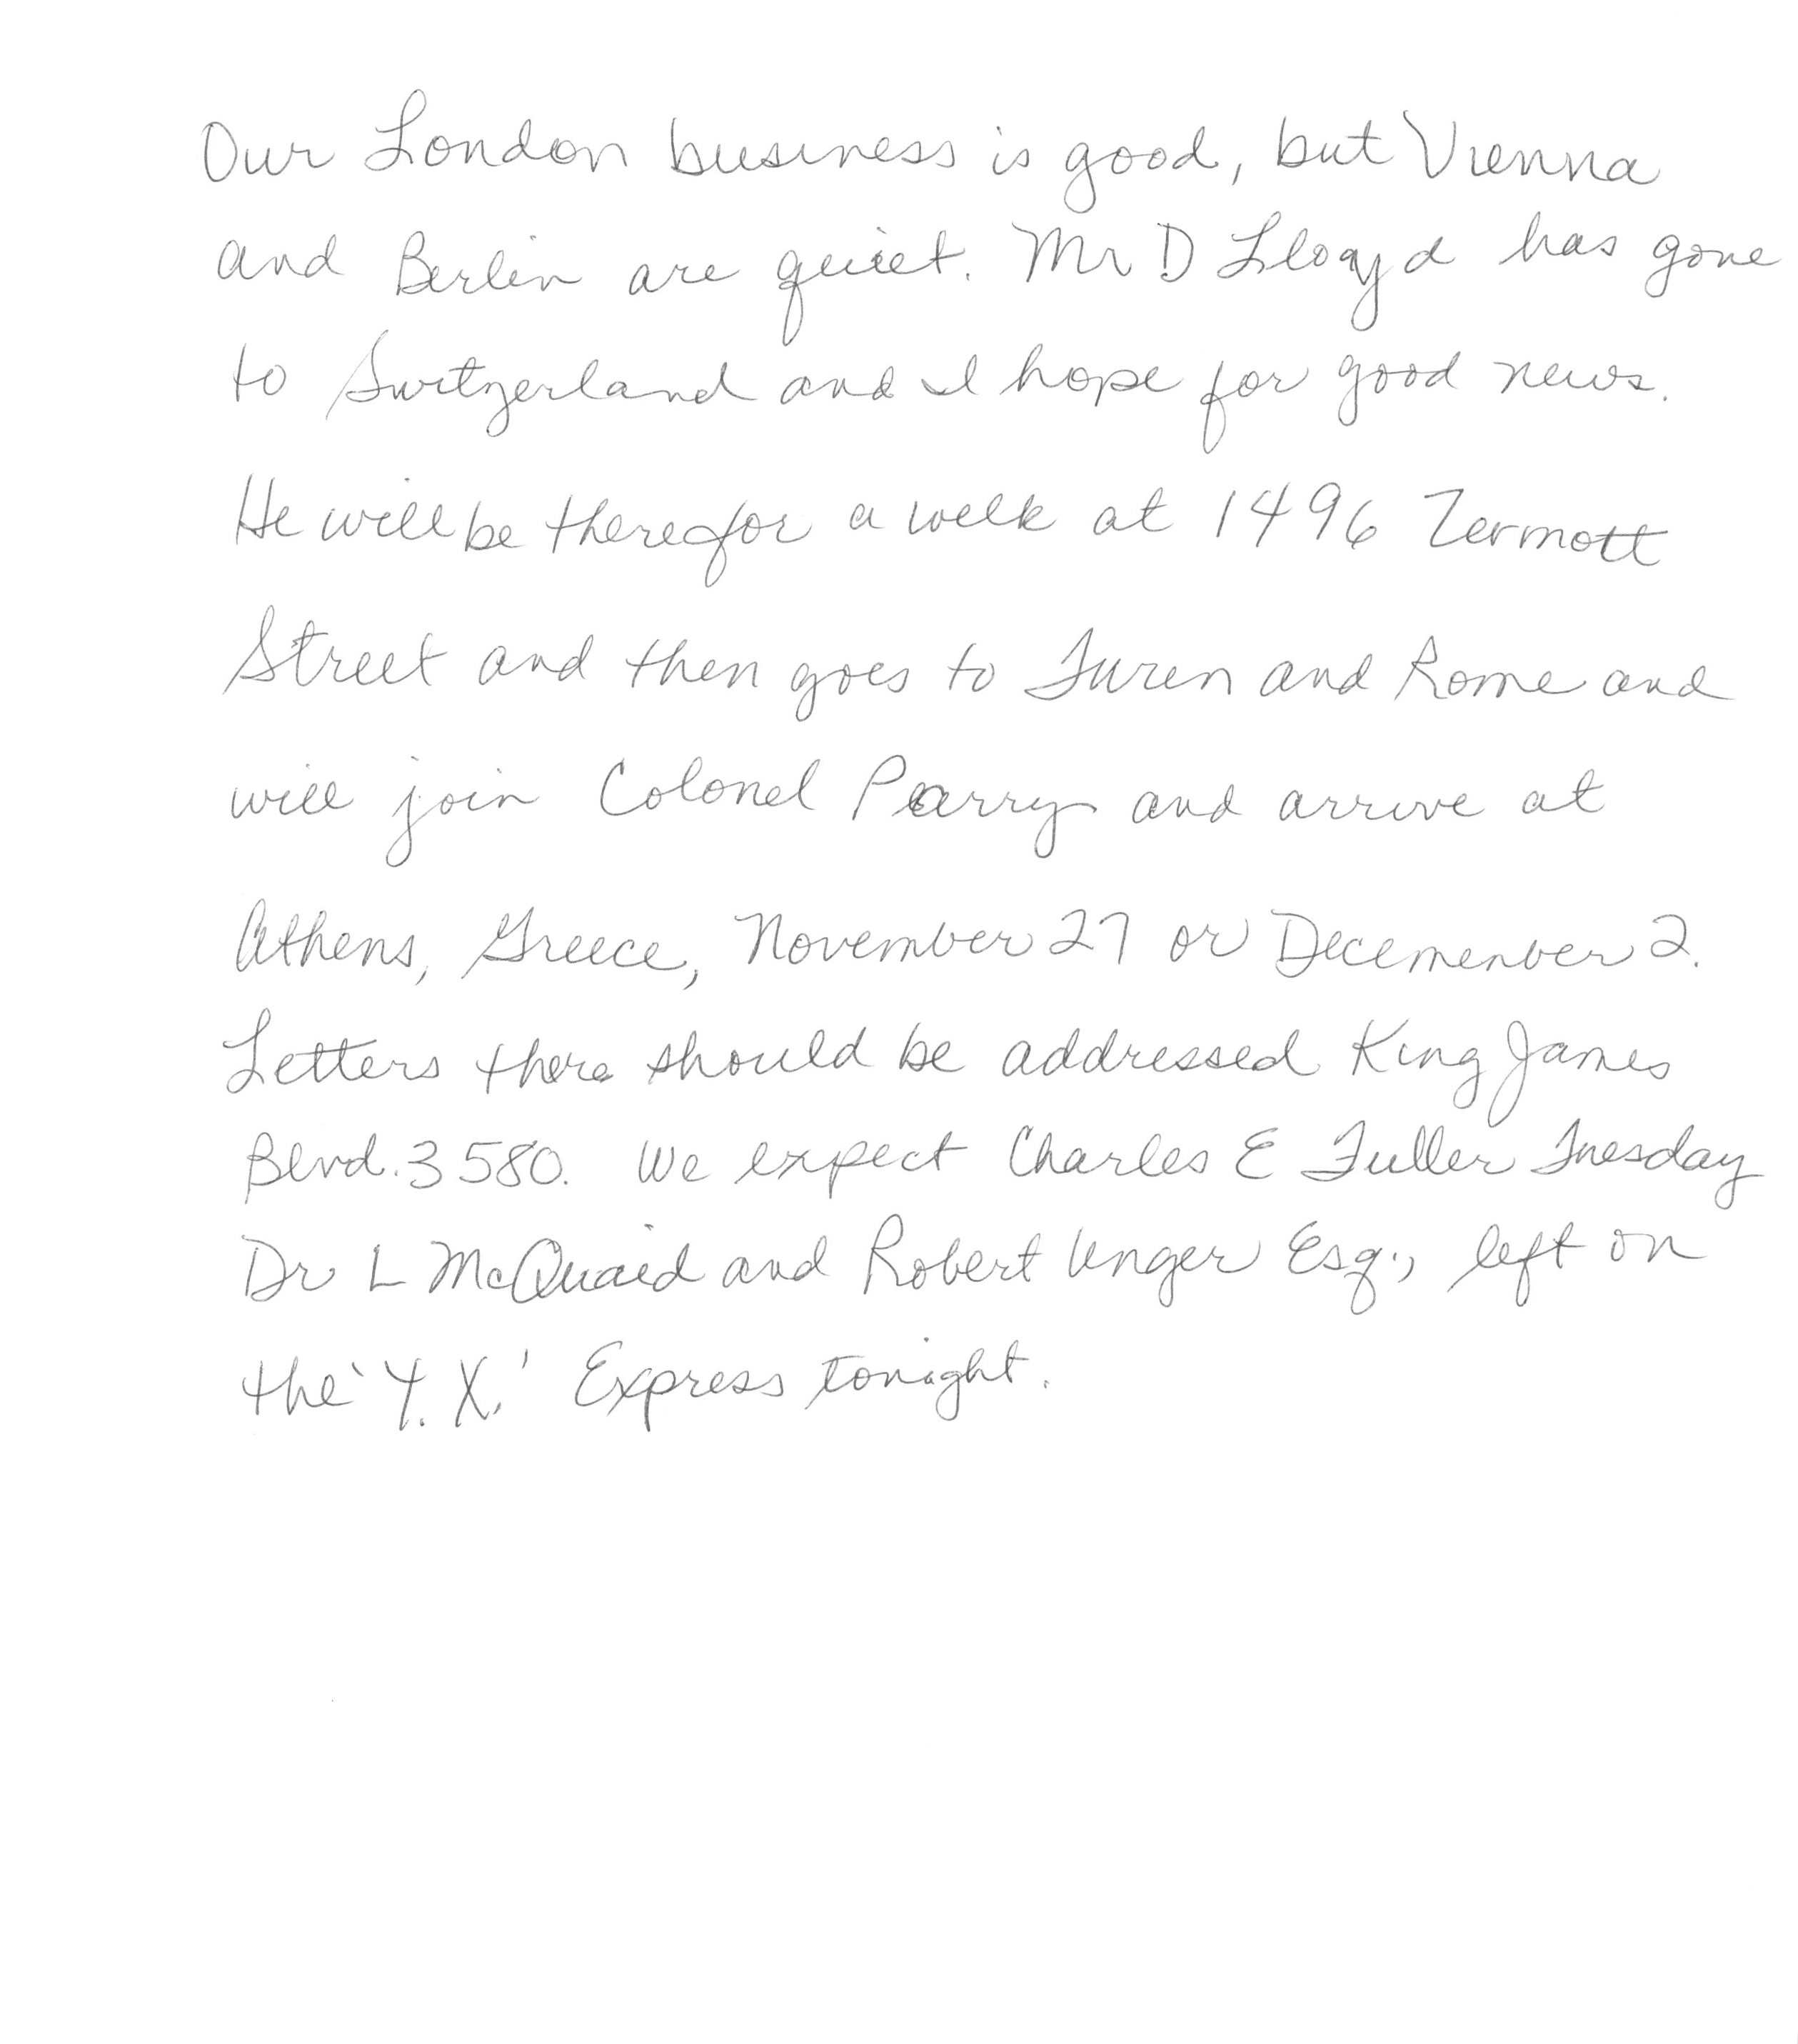 Our London business is good, but Vienna
and Berlin are quiet. Mr D Lloyd has gone
to Switzerland and I hope for good news.
He will be there for a week at 1496 Zermott
Street and then goes to Turin and Rome and
will join Colonel Parry and arrive at
Athens, Greece, November 27 or Decemenber 2.
Letters there should be addressed King James
Blvd. 3580. We expect Charles E Fuller Tuesday
Dr L McQuaid and Robert Unger Esq., left on
the 'Y. X.' Express tonight.